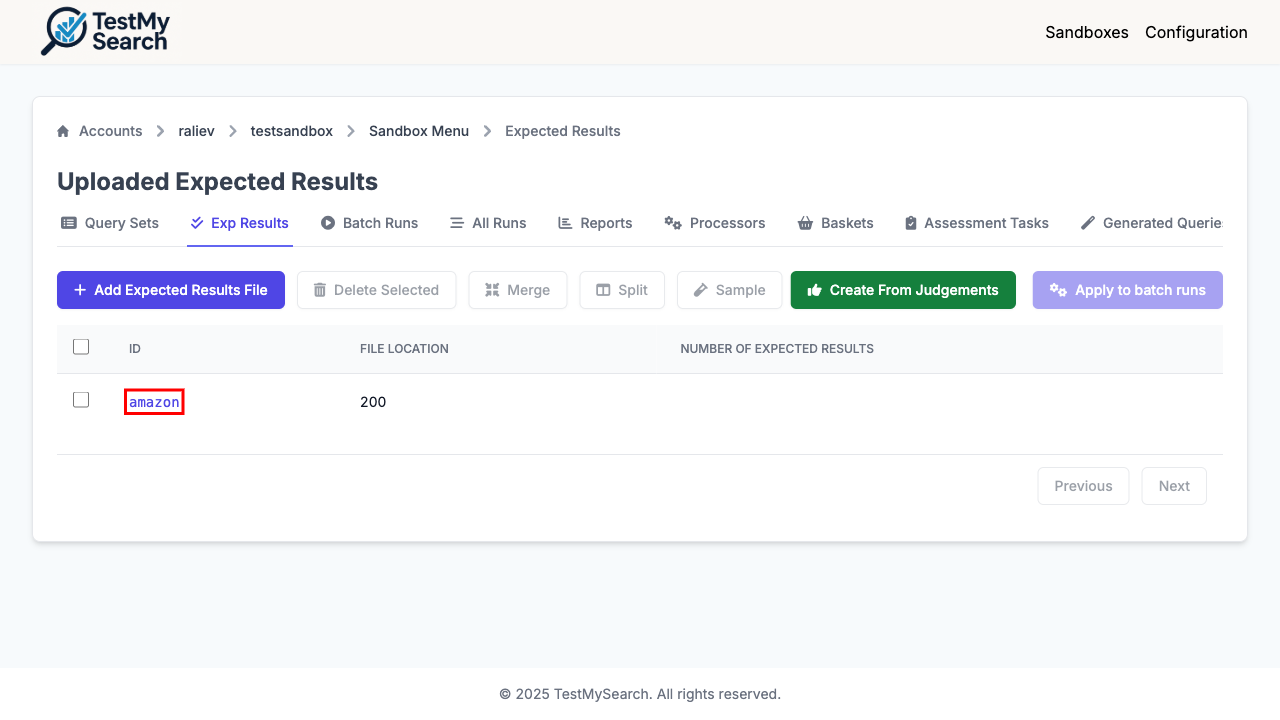 TestMy
Search
Sandboxes Configuration
Accounts raliev testsandbox Sandbox Menu Expected Results
Uploaded Expected Results
Query Sets Exp Results Batch Runs All Runs Reports Processors Baskets Assessment Tasks Generated Querie
Add Expected Results File Delete Selected Merge Split Sample Create From Judgements Apply to batch runs
ID FILE LOCATION NUMBER OF EXPECTED RESULTS
amazon 200
Previous Next
© 2025 TestMySearch. All rights reserved.